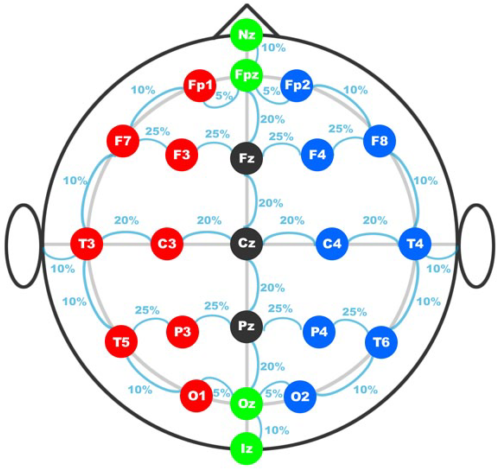 Nz
10%
Fp1 Fpz Fp2
10% 5% 5% 10%
20%
F7 25% 25% 25% 25% F8
F3 Fz F4
10% 10%
20%
20% 20% 20% 20%
T3 C3 Cz C4 T4
10% 10%
20%
10% 10%
25% 25% 25% 25%
T5 P3 Pz P4 T6
20%
10% 5% 5% 10%
O1 Oz O2
10%
Iz